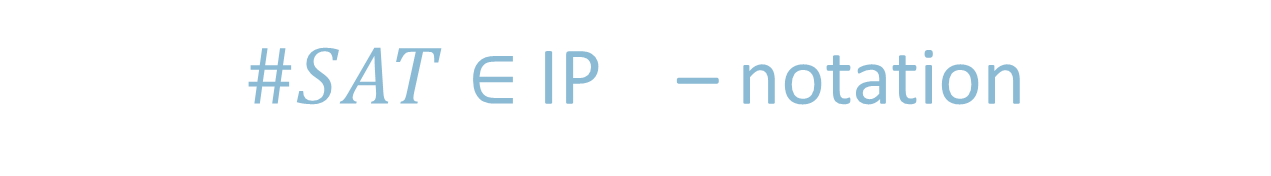 #𝑆𝐴𝑇 ∈ IP – notation